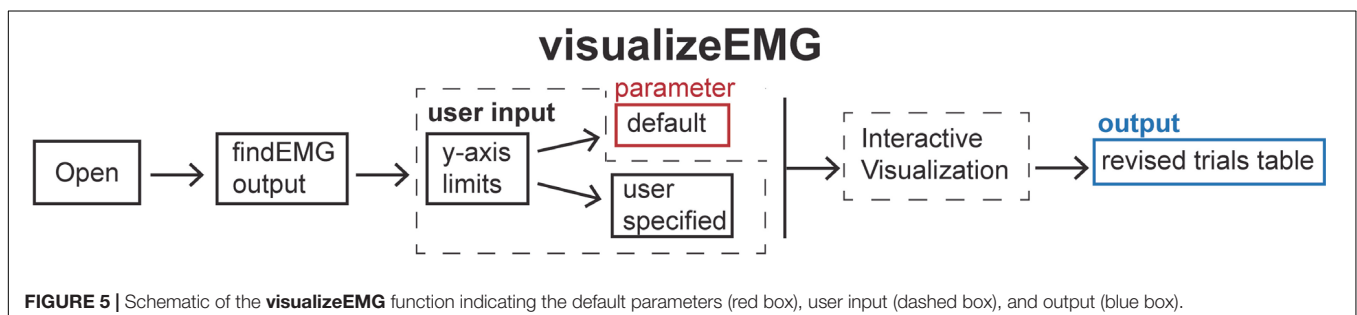 visualizeEMG
Open
findEMG
output
user input
y-axis
limits
parameter
default
user
specified
Interactive
Visualization
output
revised trials table
FIGURE 5 | Schematic of the visualizeEMG function indicating the default parameters (red box), user input (dashed box), and output (blue box).